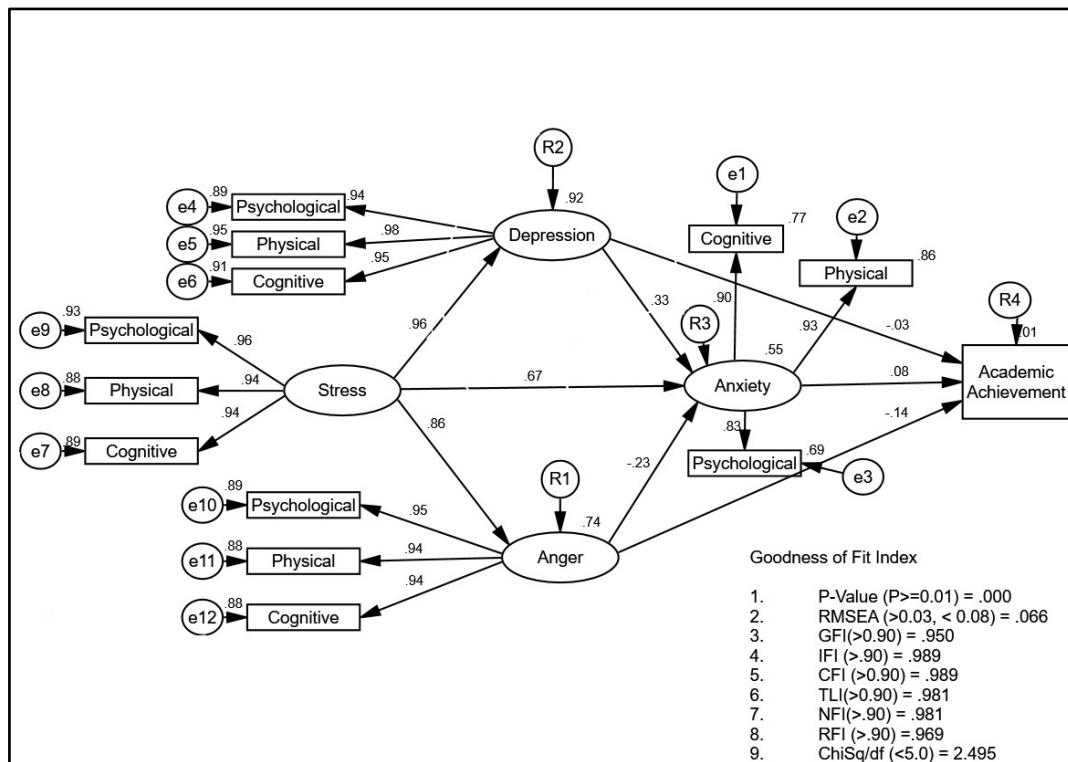 R2
.92
Depression
e4
.89
Psychological
.94
e5
.95
Physical
.98
e6
.91
Cognitive
.95
e1
Cognitive
.77
e2
Physical
.86
.90
.93
R4
.01
Academic
Achievement
-.03
.33
R3
.55
Anxiety
.08
-.14
.96
e9
.93
Psychological
.96
e8
.88
Physical
.94
e7
.89
Cognitive
.94
Stress
.67
.86
-.23
.83
Psychological
.69
e3
R1
.74
Anger
e10
.89
Psychological
.95
e11
.88
Physical
.94
e12
.88
Cognitive
.94
Goodness of Fit Index
1. P-Value (P>=0.01) = .000
2. RMSEA (>0.03, < 0.08) = .066
3. GFI(>0.90) = .950
4. IFI (>.90) = .989
5. CFI (>0.90) = .989
6. TLI(>0.90) = .981
7. NFI(>.90) = .981
8. RFI (>.90) =.969
9. ChiSq/df (<5.0) = 2.495